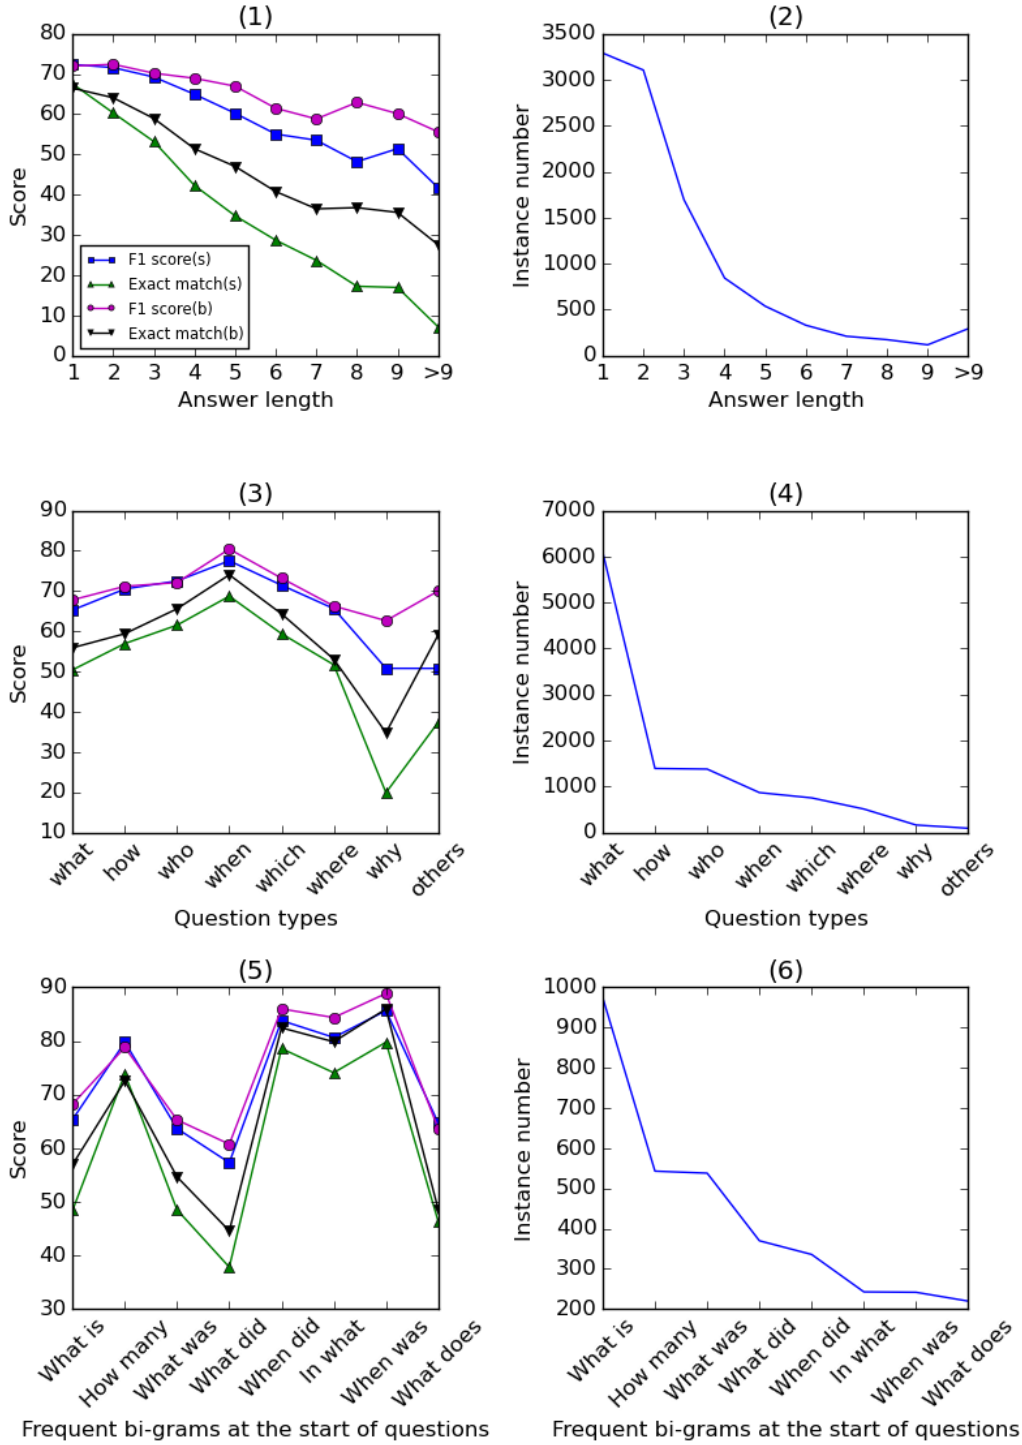 (1)
80
70
60
50
40
30
20
10
0
Score
F1 score(s)
Exact match(s)
F1 score(b)
Exact match(b)
1 2 3 4 5 6 7 8 9 >9
Answer length
(2)
3500
3000
2500
2000
1500
1000
500
0
Instance number
1 2 3 4 5 6 7 8 9 >9
Answer length
(3)
90
80
70
60
50
40
30
20
10
Score
what how who when which where why others
Question types
(4)
7000
6000
5000
4000
3000
2000
1000
0
Instance number
what how who when which where why others
Question types
(5)
90
80
70
60
50
40
30
Score
What is How many What was What did When did In what When was What does
Frequent bi-grams at the start of questions
(6)
1000
900
800
700
600
500
400
300
200
Instance number
What is How many What was What did When did In what When was What does
Frequent bi-grams at the start of questions